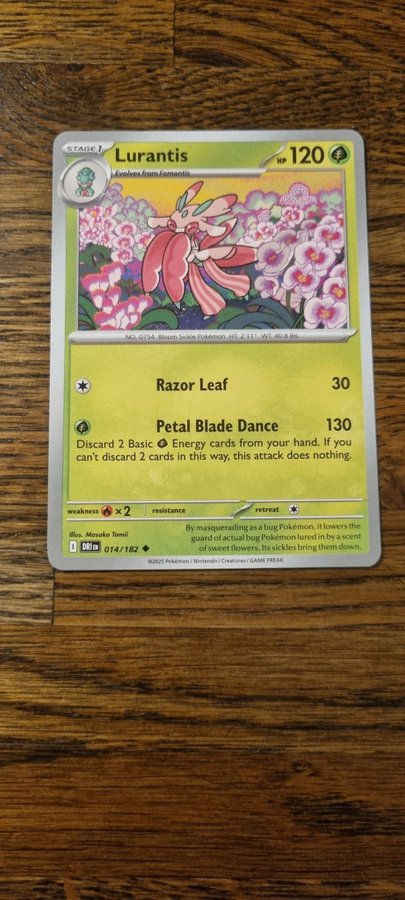 STAGE 1
Lurantis
HP 120
Evolves from Fomantis
NO. 0754 Bloom Sickle Pokémon HT: 2'11" WT: 40.8 lbs.
Razor Leaf 30
Petal Blade Dance 130
Discard 2 Basic Energy cards from your hand. If you
can't discard 2 cards in this way, this attack does nothing.
weakness ×2 resistance retreat
Illus. Masako Tomii
I DRI EN 014/182
By masquerading as a bug Pokémon, it lowers the
guard of actual bug Pokémon lured in by a scent
of sweet flowers. Its sickles bring them down.
©2025 Pokémon / Nintendo / Creatures / GAME FREAK